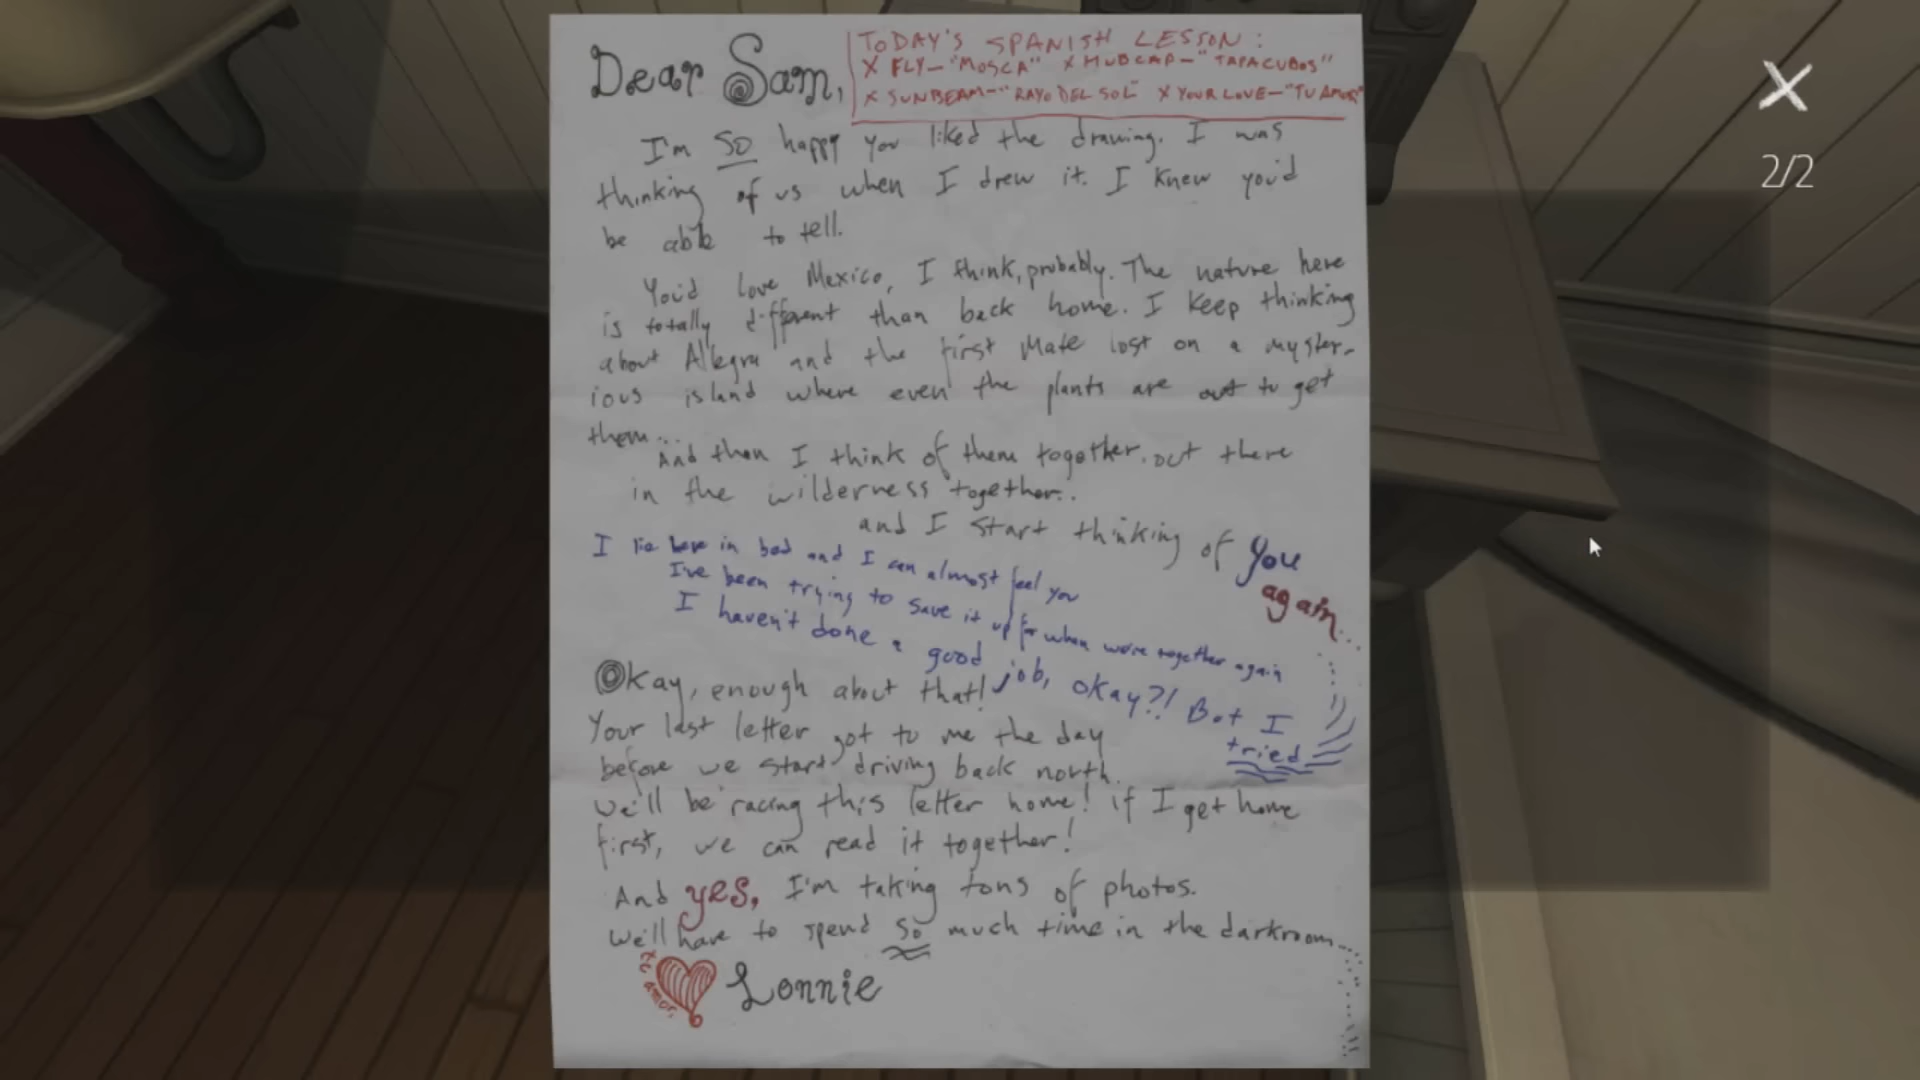 Dear Sam,
TODAY'S SPANISH LESSON:
X FLY-"MOSCA" X HUBCAP-"TAPACUBOS"
X SUNBEAM-"RAYO DEL SOL" X YOUR LOVE-"TU AMOR"
I'm SO happy you liked the drawing. I was
thinking of us when I drew it. I knew you'd
be able to tell.
You'd love Mexico, I think, probably. The nature here
is totally different than back home. I keep thinking
about Allegra and the first Mate lost on a myster-
ious island where even the plants are out to get
them...
And then I think of them together. out there
in the wilderness together..
and I start thinking of you
again...
I lie here in bed and I can almost feel you
I've been trying to save it up for when we're together again
I haven't done a good job, okay?! But I
tried
Okay, enough about that!
Your last letter got to me the day
before we start driving back north.
we'll be racing this letter home! if I get home
first, we can read it together!
And yes, I'm taking tons of photos.
We'll have to spend so much time in the darkroom...
Te amor,
Lonnie
2/2